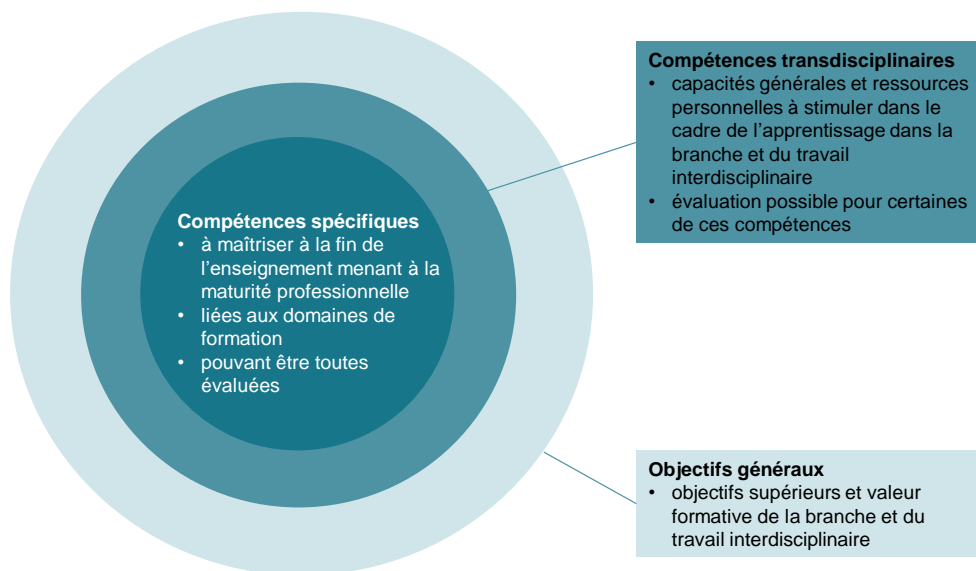 Compétences transdisciplinaires
• capacités générales et ressources
personnelles à stimuler dans le
cadre de l'apprentissage dans la
branche et du travail
interdisciplinaire
• évaluation possible pour certaines
de ces compétences
Compétences spécifiques
• à maîtriser à la fin de
l'enseignement menant à la
maturité professionnelle
• liées aux domaines de
formation
• pouvant être toutes
évaluées
Objectifs généraux
• objectifs supérieurs et valeur
formative de la branche et du
travail interdisciplinaire